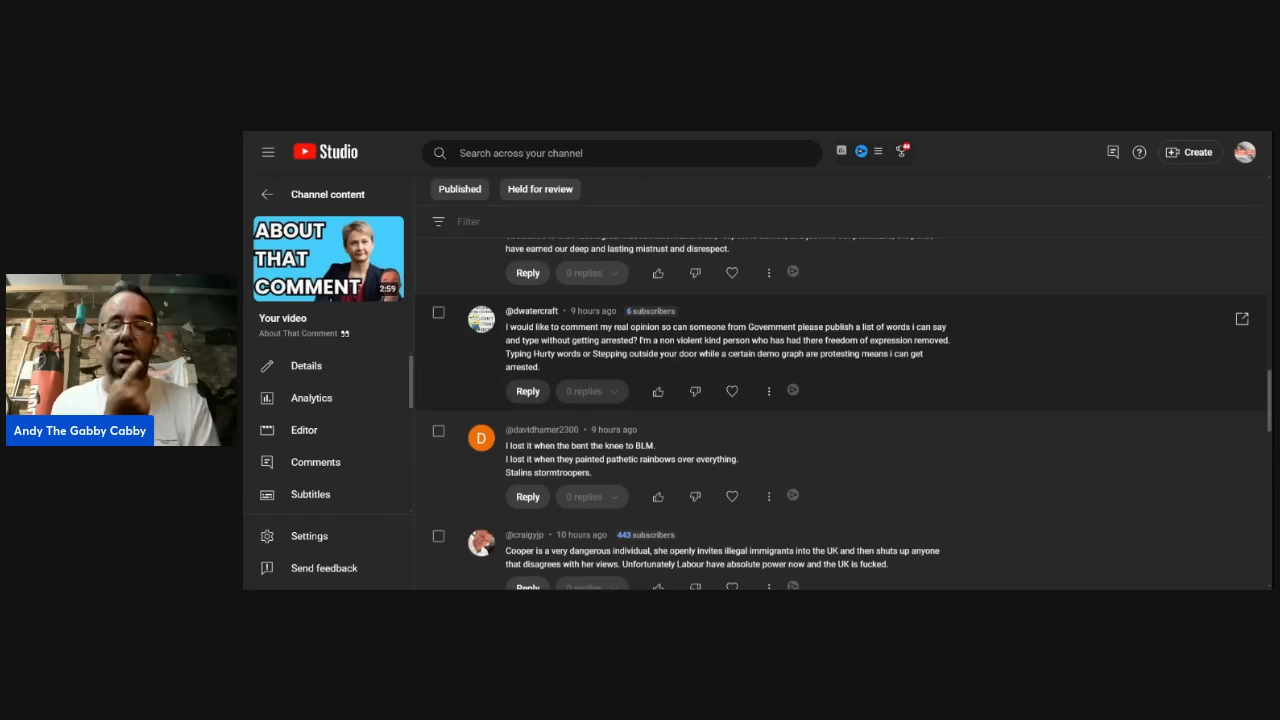 Studio
Search across your channel
Create
Channel content
Published
Held for review
Filter
ABOUT
THAT
COMMENT
2:59
Your video
About That Comment 👀
Details
Analytics
Editor
Comments
Subtitles
Settings
Send feedback
have earned our deep and lasting mistrust and disrespect.
Reply
0 replies
@dwatercraft • 9 hours ago 6 subscribers
I would like to comment my real opinion so can someone from Government please publish a list of words i can say
and type without getting arrested? I'm a non violent kind person who has had there freedom of expression removed.
Typing Hurty words or Stepping outside your door while a certain demo graph are protesting means i can get
arrested.
Reply
0 replies
D
@davidhamer2300 • 9 hours ago
I lost it when the bent the knee to BLM.
I lost it when they painted pathetic rainbows over everything.
Stalins stormtroopers.
Reply
0 replies
@craigyjp • 10 hours ago 443 subscribers
Cooper is a very dangerous individual, she openly invites illegal immigrants into the UK and then shuts up anyone
that disagrees with her views. Unfortunately Labour have absolute power now and the UK is fucked.
Reply
Andy The Gabby Cabby